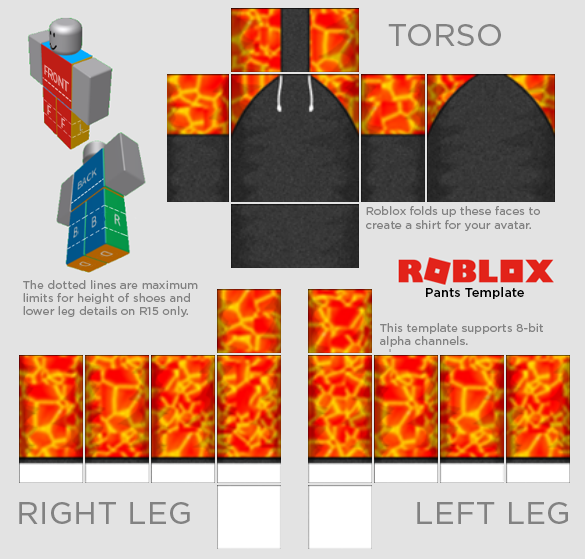 TORSO
FRONT
F
F
BACK
B
B
R
Roblox folds up these faces to
create a shirt for your avatar.
ROBLOX
Pants Template
The dotted lines are maximum
limits for height of shoes and
lower leg details on R15 only.
This template supports 8-bit
alpha channels.
RIGHT LEG
LEFT LEG